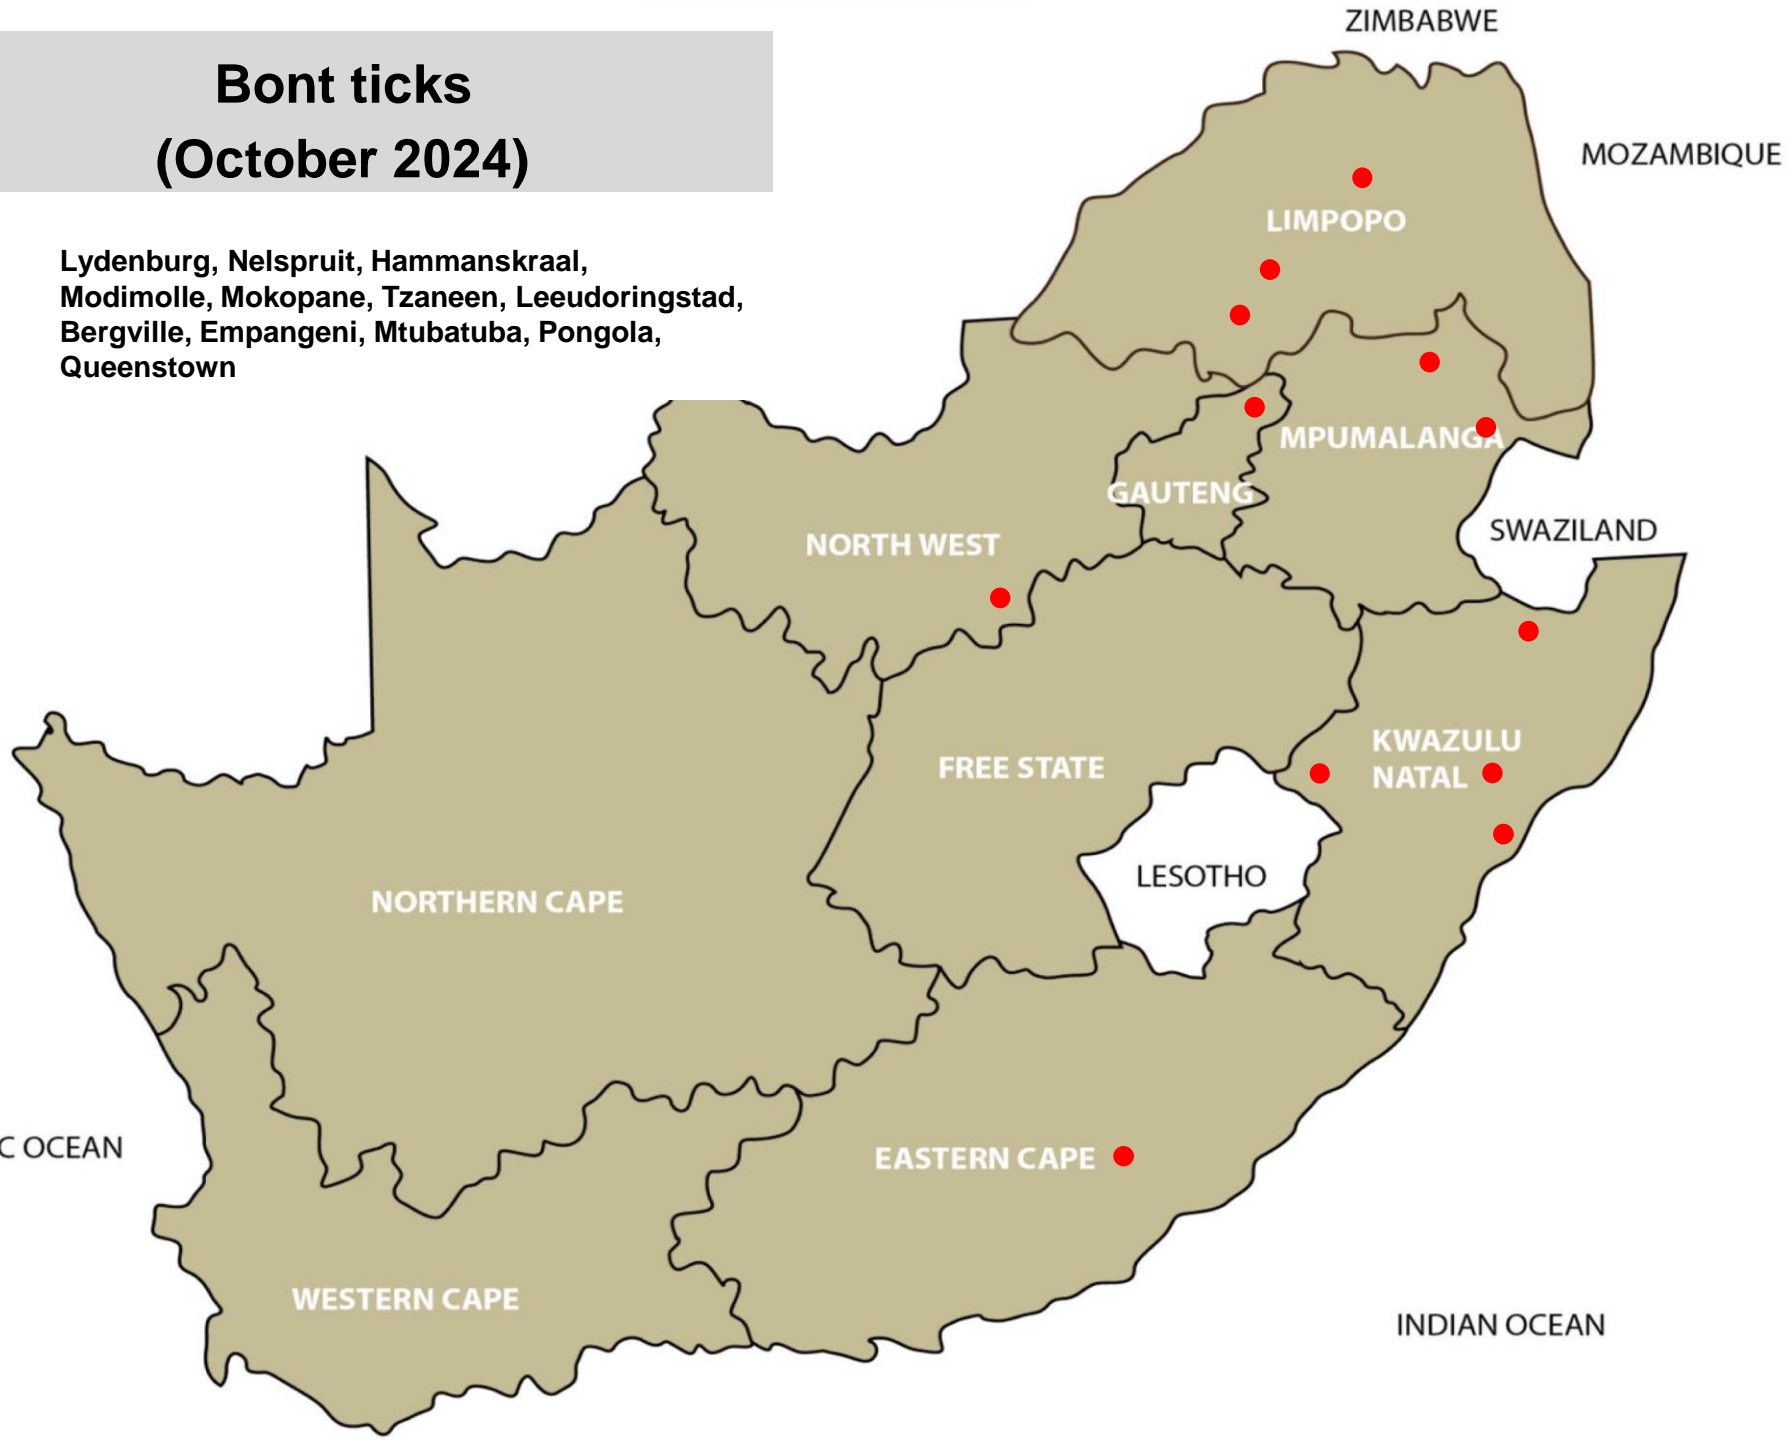 Bont ticks
(October 2024)
Lydenburg, Nelspruit, Hammanskraal,
Modimolle, Mokopane, Tzaneen, Leeudoringstad,
Bergville, Empangeni, Mtubatuba, Pongola,
Queenstown
ZIMBABWE
MOZAMBIQUE
LIMPOPO
MPUMALANGA
GAUTENG
SWAZILAND
NORTH WEST
KWAZULU
NATAL
FREE STATE
LESOTHO
NORTHERN CAPE
C OCEAN
EASTERN CAPE
WESTERN CAPE
INDIAN OCEAN